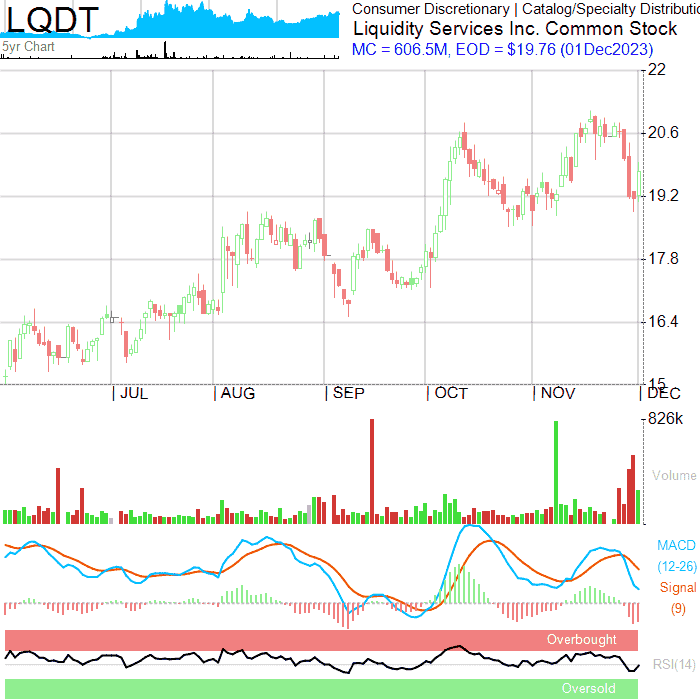 LQDT
Consumer Discretionary | Catalog/Specialty Distributio
Liquidity Services Inc. Common Stock
5yr Chart
MC = 606.5M, EOD = $19.76 (01Dec2023)
22
20.6
19.2
17.8
16.4
15
JUL AUG SEP OCT NOV DEC
826k
Volume
MACD
(12-26)
Signal
(9)
Overbought
RSI(14)
Oversold